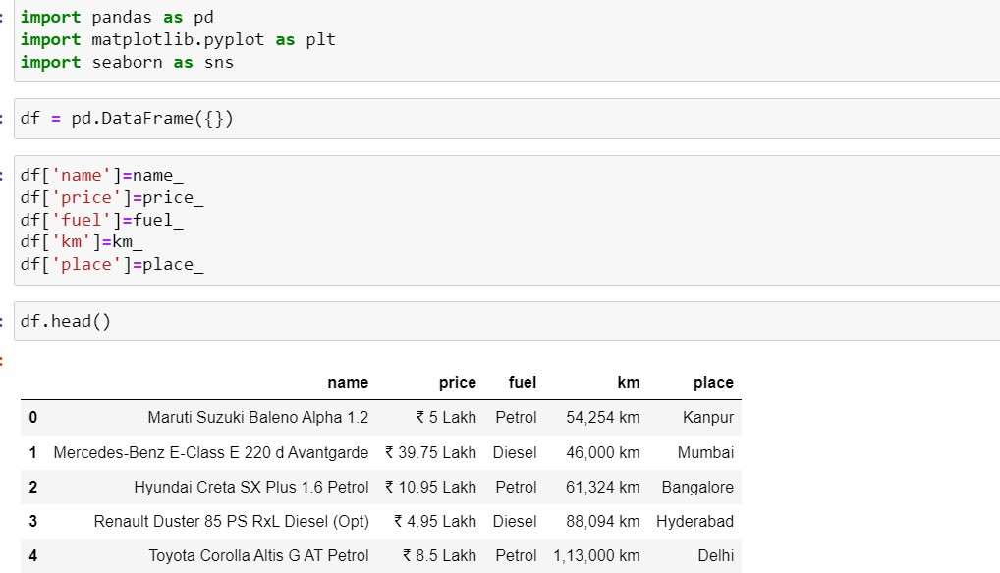 import pandas as pd
import matplotlib.pyplot as plt
import seaborn as sns
df = pd.DataFrame({})
df['name']=name_
df['price']=price_
df['fuel']=fuel_
df['km']=km_
df['place']=place_
df.head()
name price fuel km place
0 Maruti Suzuki Baleno Alpha 1.2 ₹ 5 Lakh Petrol 54,254 km Kanpur
1 Mercedes-Benz E-Class E 220 d Avantgarde ₹ 39.75 Lakh Diesel 46,000 km Mumbai
2 Hyundai Creta SX Plus 1.6 Petrol ₹ 10.95 Lakh Petrol 61,324 km Bangalore
3 Renault Duster 85 PS RxL Diesel (Opt) ₹ 4.95 Lakh Diesel 88,094 km Hyderabad
4 Toyota Corolla Altis G AT Petrol ₹ 8.5 Lakh Petrol 1,13,000 km Delhi